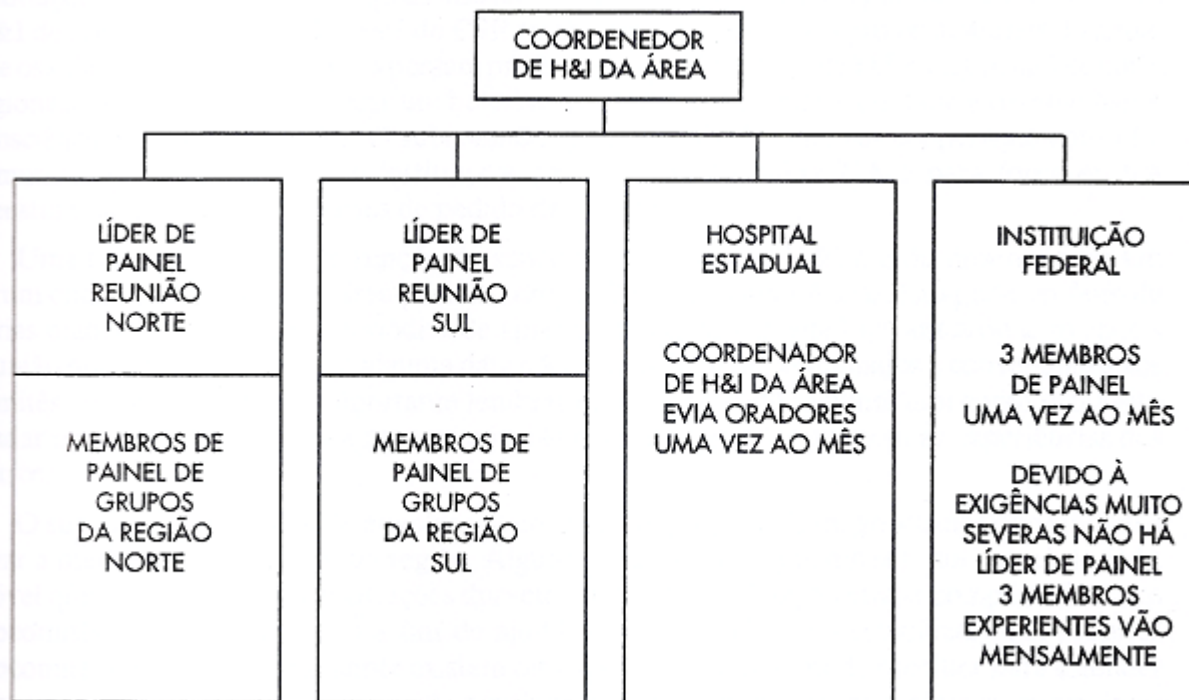 COORDENEDOR
DE H&I DA ÁREA
LÍDER DE
PAINEL
REUNIÃO
NORTE
MEMBROS DE
PAINEL DE
GRUPOS
DA REGIÃO
NORTE
LÍDER DE
PAINEL
REUNIÃO
SUL
MEMBROS DE
PAINEL DE
GRUPOS
DA REGIÃO
SUL
HOSPITAL
ESTADUAL
COORDENADOR
DE H&I DA ÁREA
EVIA ORADORES
UMA VEZ AO MÊS
INSTITUIÇÃO
FEDERAL
3 MEMBROS
DE PAINEL
UMA VEZ AO MÊS
DEVIDO À
EXIGÊNCIAS MUITO
SEVERAS NÃO HÁ
LÍDER DE PAINEL
3 MEMBROS
EXPERIENTES VÃO
MENSALMENTE